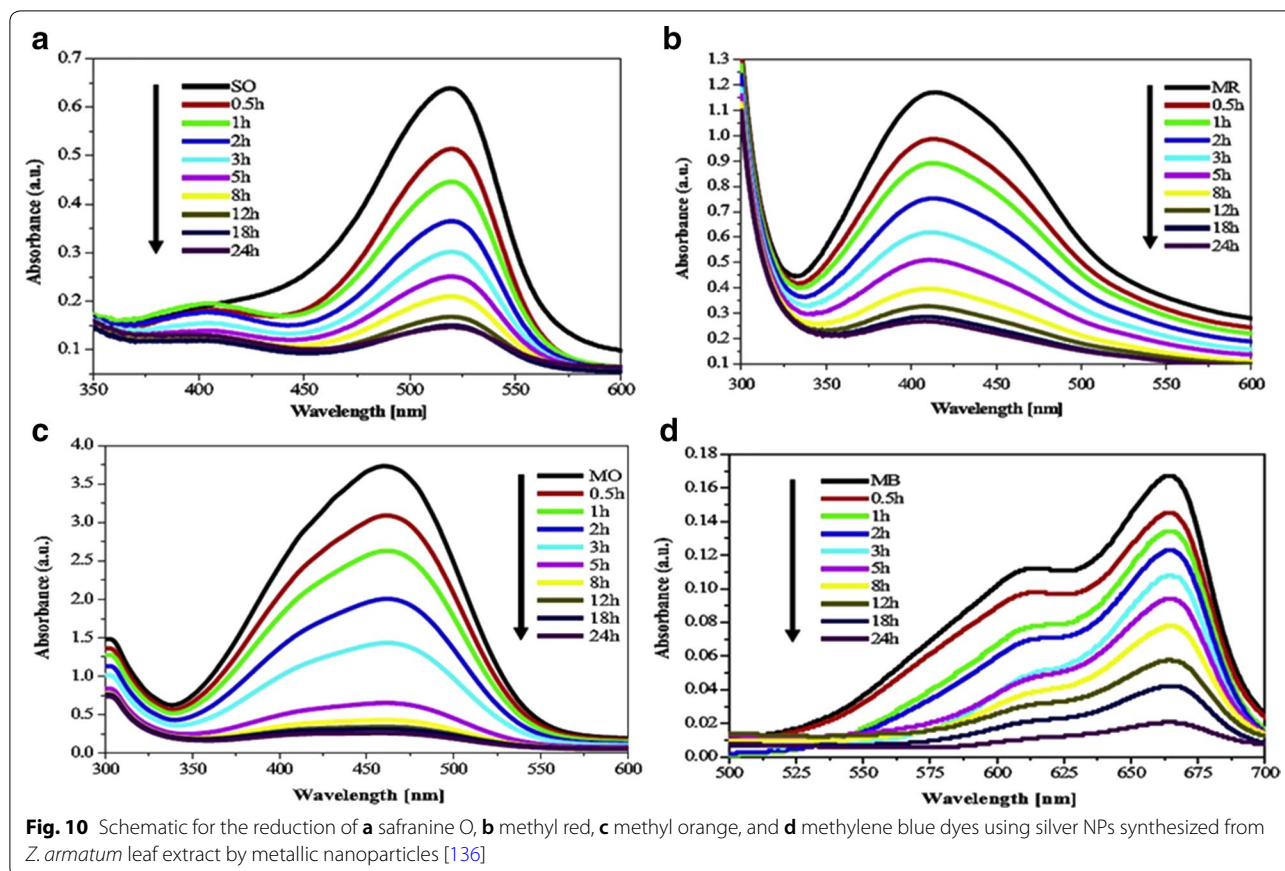 a
0.7
0.6
0.5
0.4
0.3
0.2
0.1
Absorbance (a.u.)
SO
0.5h
1h
2h
3h
5h
8h
12h
18h
24h
350 400 450 500 550 600
Wavelength [nm]
b
1.3
1.2
1.1
1.0
0.9
0.8
0.7
0.6
0.5
0.4
0.3
0.2
0.1
Absorbance (a.u.)
MR
0.5h
1h
2h
3h
5h
8h
12h
18h
24h
300 350 400 450 500 550 600
Wavelength [nm]
c
4.0
3.5
3.0
2.5
2.0
1.5
1.0
0.5
0.0
Absorbance (a.u.)
MO
0.5h
1h
2h
3h
5h
8h
12h
18h
24h
300 350 400 450 500 550 600
Wavelength [nm]
d
0.18
0.16
0.14
0.12
0.10
0.08
0.06
0.04
0.02
0.00
Absorbance (a.u.)
MB
0.5h
1h
2h
3h
5h
8h
12h
18h
24h
500 525 550 575 600 625 650 675 700
Wavelength [nm]
Fig. 10 Schematic for the reduction of a safranine O, b methyl red, c methyl orange, and d methylene blue dyes using silver NPs synthesized from
Z. armatum leaf extract by metallic nanoparticles [136]